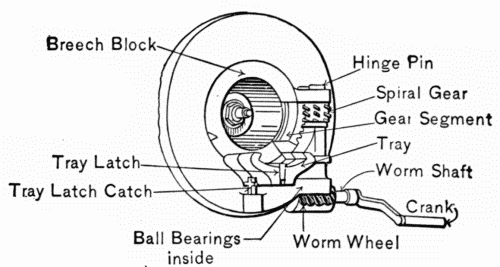 Breech Block
Hinge Pin
Spiral Gear
Gear Segment
Tray
Tray Latch
Worm Shaft
Tray Latch Catch
Crank
Ball Bearings
inside
Worm Wheel